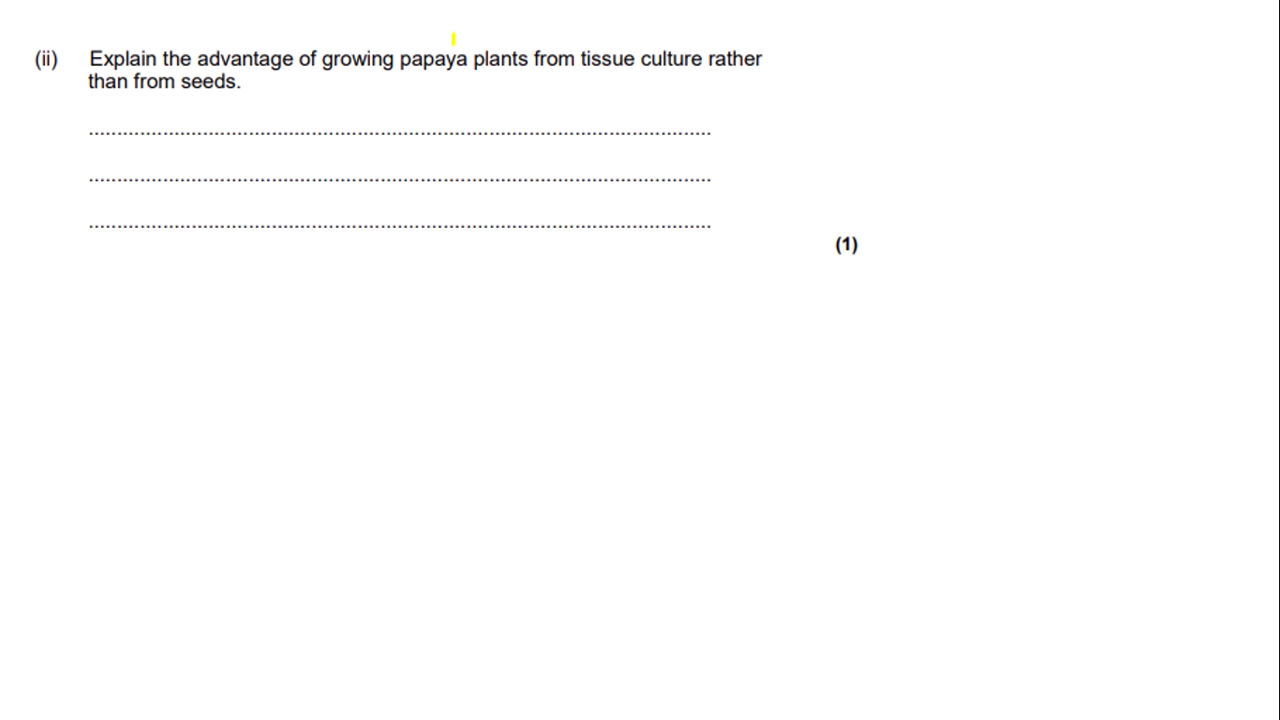 (ii) Explain the advantage of growing papaya plants from tissue culture rather
than from seeds.
..............................................................................................................
..............................................................................................................
..............................................................................................................
(1)